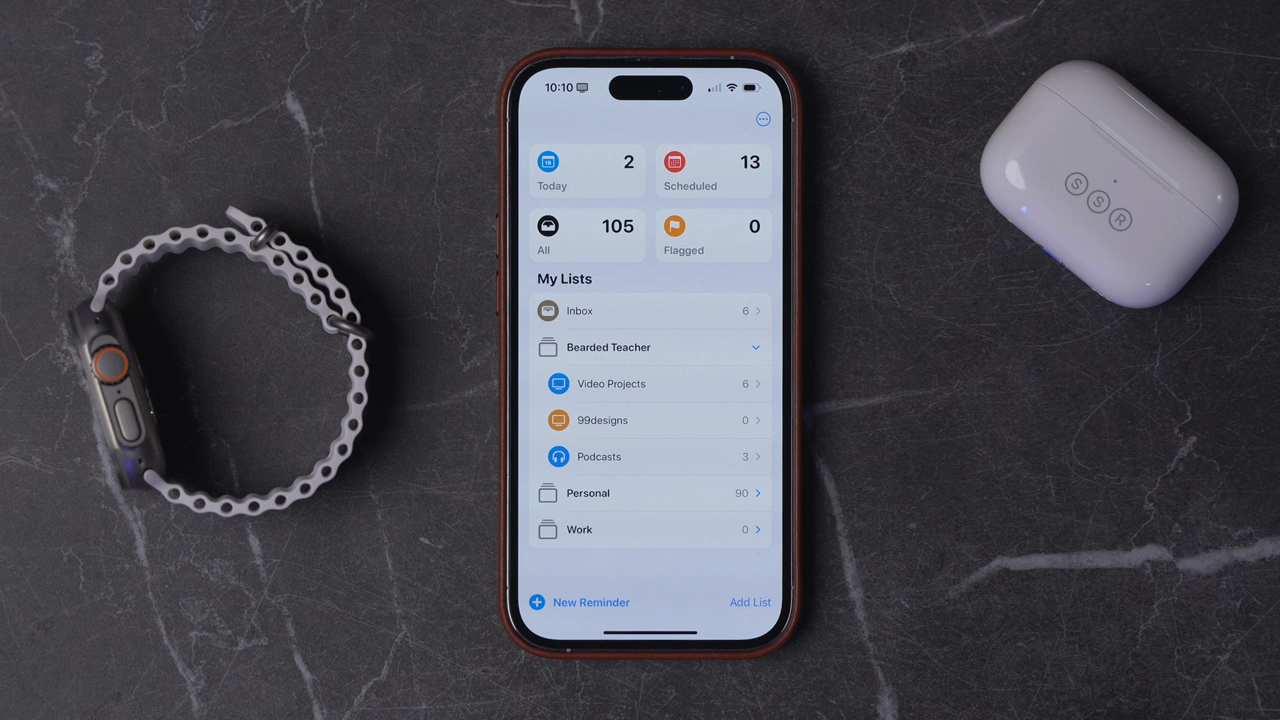 10:10
2
13
Today
Scheduled
105
0
All
Flagged
My Lists
Inbox 6
Bearded Teacher
Video Projects 6
99designs 0
Podcasts 3
Personal 90
Work 0
New Reminder Add List
SSR